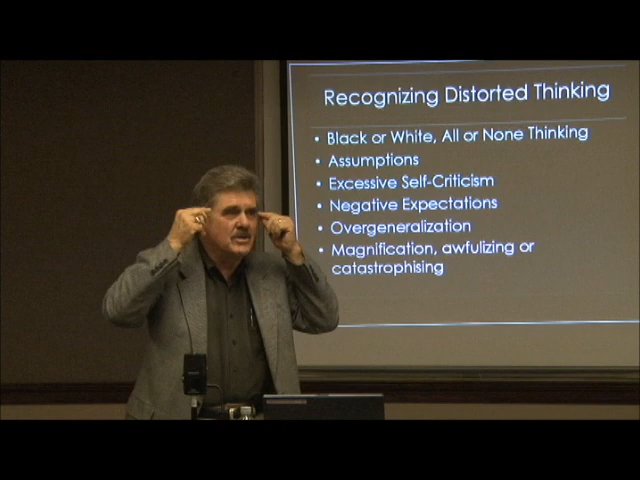 Recognizing Distorted Thinking
• Black or White, All or None Thinking
• Assumptions
• Excessive Self-Criticism
• Negative Expectations
• Overgeneralization
• Magnification, awfulizing or
catastrophising